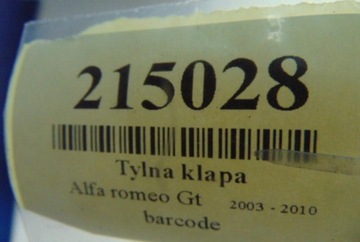 215028
Tylna klapa
Alfa romeo Gt 2003 - 2010
barcode